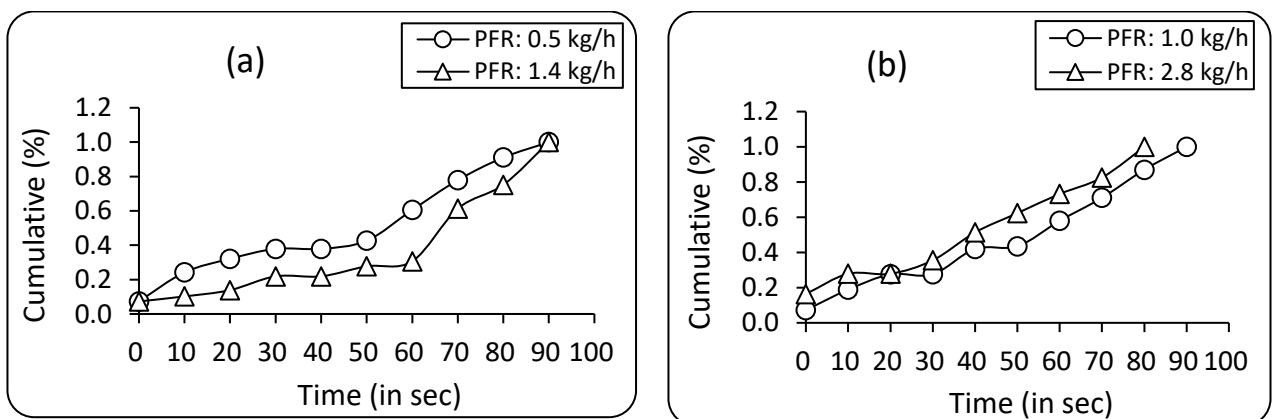 (a)
PFR: 0.5 kg/h
PFR: 1.4 kg/h
Cumulative (%)
1.2
1.0
0.8
0.6
0.4
0.2
0.0
0 10 20 30 40 50 60 70 80 90 100
Time (in sec)
(b)
PFR: 1.0 kg/h
PFR: 2.8 kg/h
Cumulative (%)
1.2
1.0
0.8
0.6
0.4
0.2
0.0
0 10 20 30 40 50 60 70 80 90 100
Time (in sec)